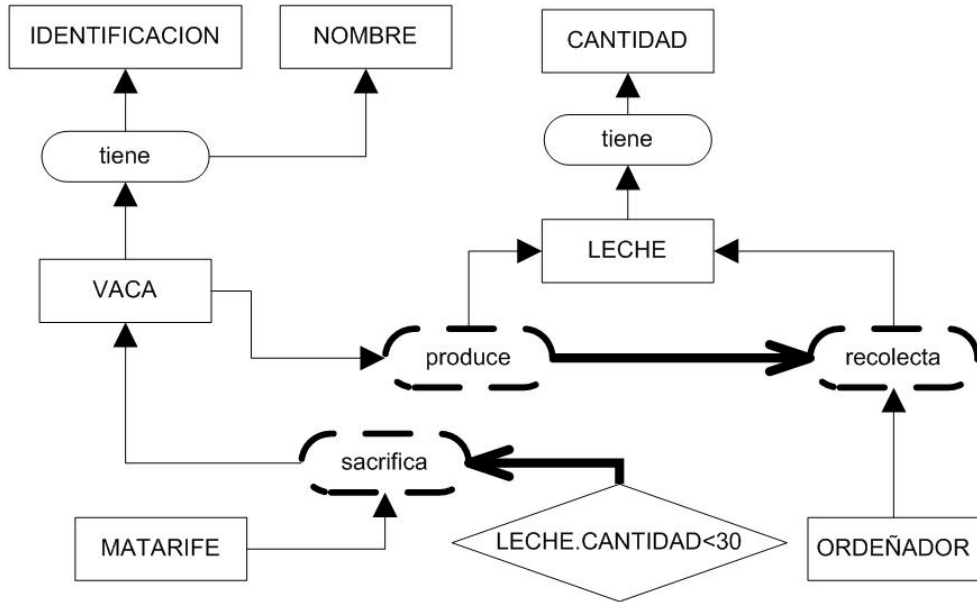 IDENTIFICACION
NOMBRE
CANTIDAD
tiene
tiene
VACA
LECHE
produce
recolecta
sacrifica
MATARIFE
LECHE.CANTIDAD<30
ORDEÑADOR